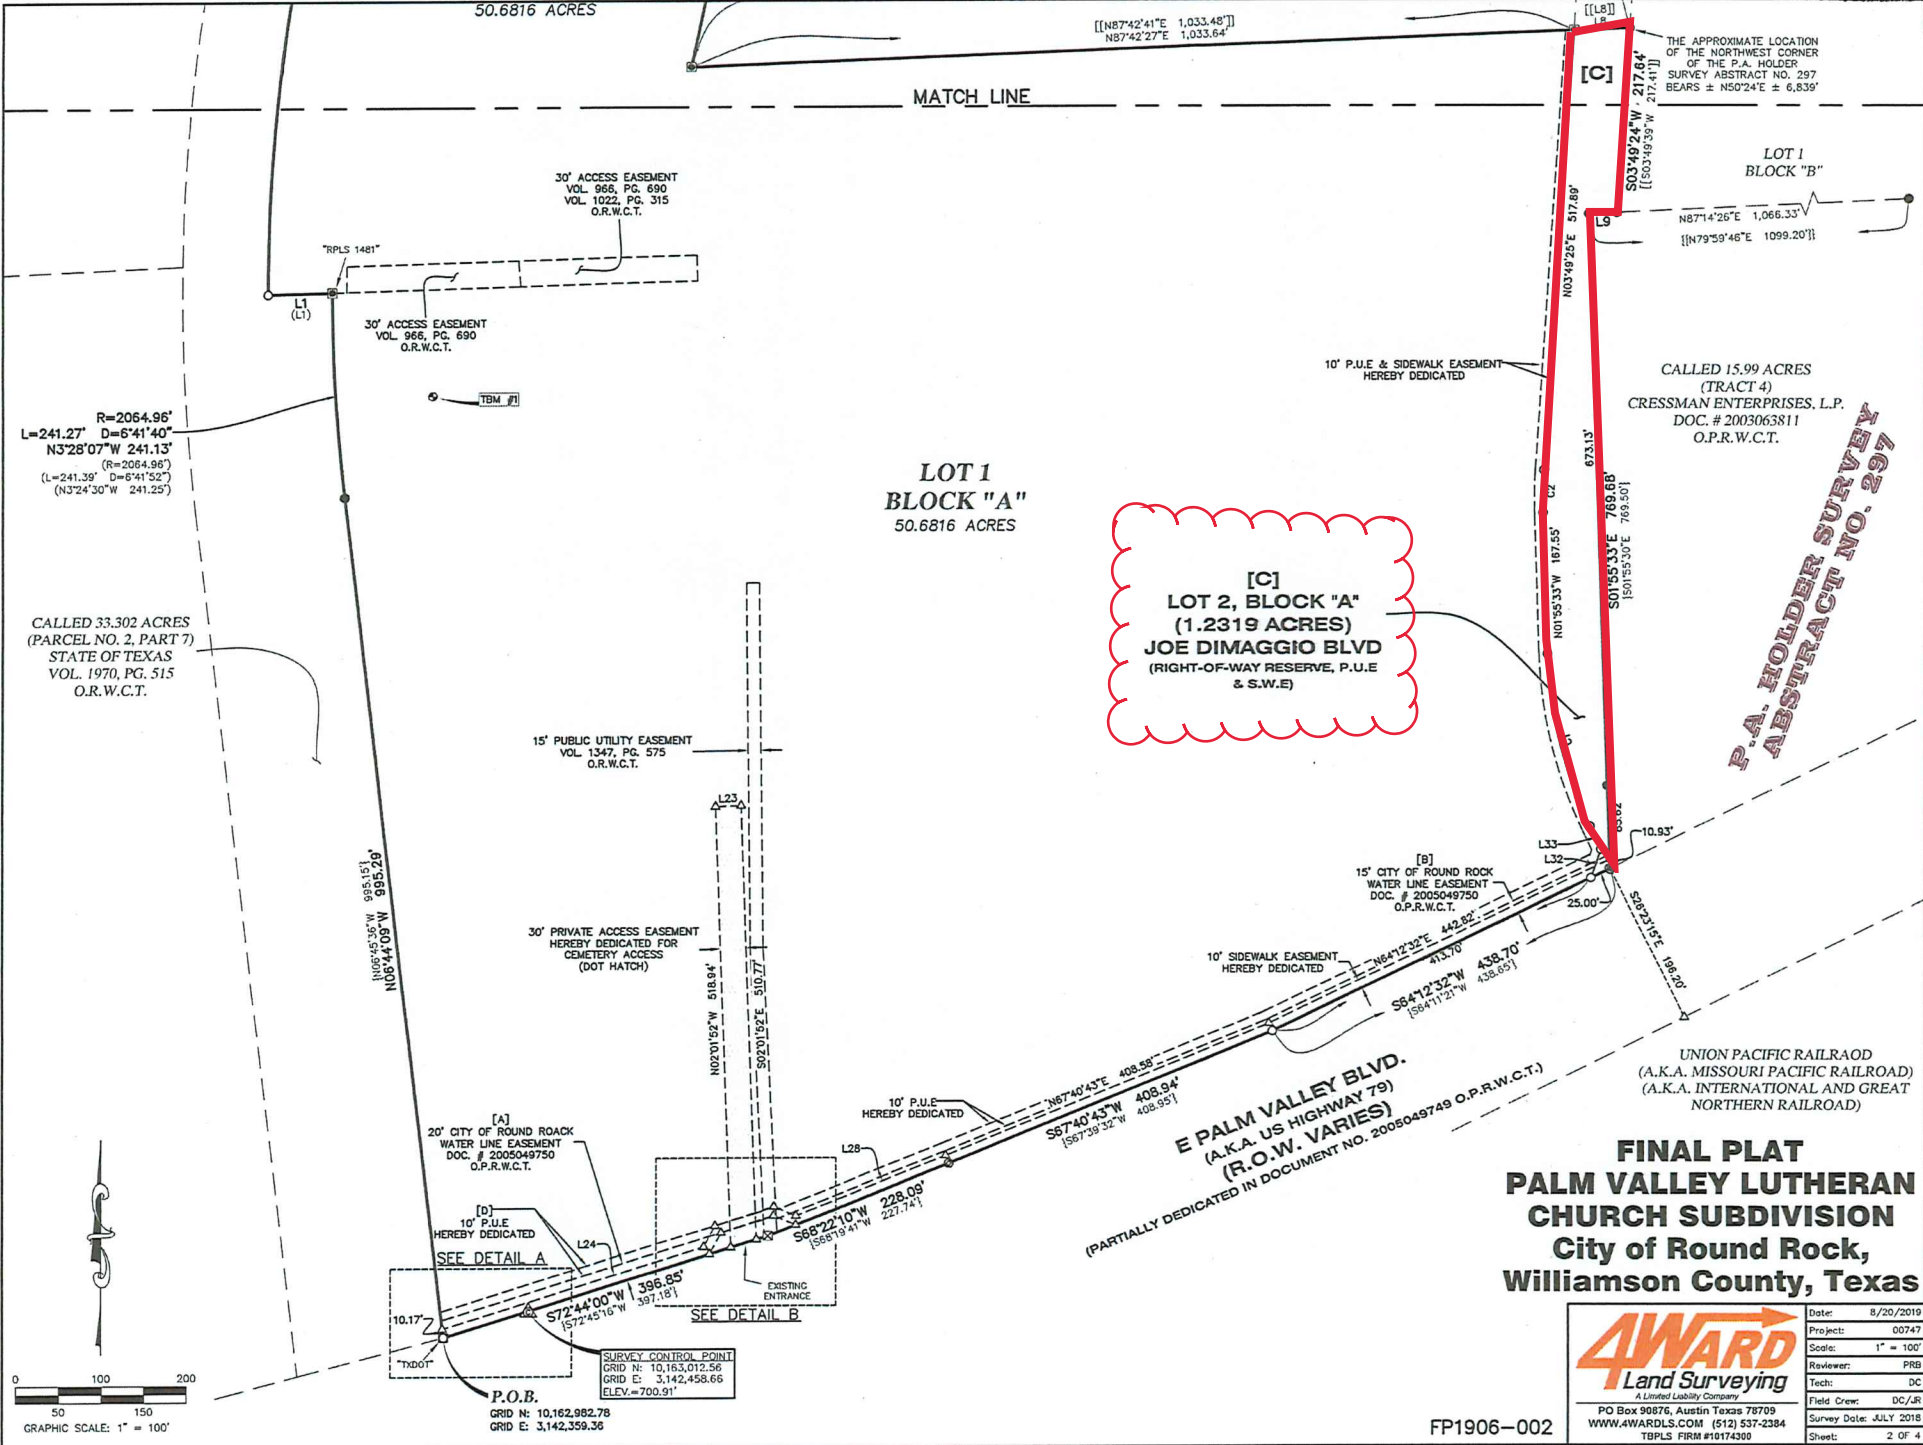 50.6816 ACRES
[[N87°42'41"E 1,033.48']]
N87°42'27"E 1,033.64'
[[L8]]
L8
THE APPROXIMATE LOCATION
OF THE NORTHWEST CORNER
OF THE P.A. HOLDER
SURVEY ABSTRACT NO. 297
BEARS ± N50°24'E ± 6,839'
[C]
MATCH LINE
S03°49'24"W 217.64'
[[S03°49'39"W 217.41']]
LOT 1
BLOCK "B"
30' ACCESS EASEMENT
VOL. 966, PG. 690
VOL. 1022, PG. 315
O.R.W.C.T.
N03°49'25"E 517.89'
L9
N87°14'26"E 1,066.33'
{[N79°59'46"E 1099.20']}
"RPLS 1481"
L1
(L1)
30' ACCESS EASEMENT
VOL. 966, PG. 690
O.R.W.C.T.
10' P.U.E & SIDEWALK EASEMENT
HEREBY DEDICATED
CALLED 15.99 ACRES
(TRACT 4)
CRESSMAN ENTERPRISES, L.P.
DOC. # 2003063811
O.P.R.W.C.T.
TBM #1
R=2064.96'
L=241.27' D=6°41'40"
N3°28'07"W 241.13'
(R=2064.96')
(L=241.39' D=6°41'52")
(N3°24'30"W 241.25')
P.A. HOLDER SURVEY
ABSTRACT NO. 297
LOT 1
BLOCK "A"
50.6816 ACRES
673.13'
C2
S01°55'33"E 769.68'
{S01°55'30"E 769.50'}
N01°55'33"W 167.55'
[C]
LOT 2, BLOCK "A"
(1.2319 ACRES)
JOE DIMAGGIO BLVD
(RIGHT-OF-WAY RESERVE, P.U.E
& S.W.E)
CALLED 33.302 ACRES
(PARCEL NO. 2, PART 7)
STATE OF TEXAS
VOL. 1970, PG. 515
O.R.W.C.T.
15' PUBLIC UTILITY EASEMENT
VOL. 1347, PG. 575
O.R.W.C.T.
L23
10.93'
L33
L32
[B]
15' CITY OF ROUND ROCK
WATER LINE EASEMENT
DOC. # 2005049750
O.P.R.W.C.T.
25.00'
N06°44'09"W 995.29'
[N06°45'36"W 995.15']
30' PRIVATE ACCESS EASEMENT
HEREBY DEDICATED FOR
CEMETERY ACCESS
(DOT HATCH)
N02°01'52"W 518.94'
S02°01'52"E 510.77'
10' SIDEWALK EASEMENT
HEREBY DEDICATED
N64°12'32"E 442.82'
413.70'
S64°12'32"W 438.70'
{S64°11'21"W 438.65'}
S26°23'15"E 196.20'
UNION PACIFIC RAILRAOD
(A.K.A. MISSOURI PACIFIC RAILROAD)
(A.K.A. INTERNATIONAL AND GREAT
NORTHERN RAILROAD)
10' P.U.E
HEREBY DEDICATED
N67°40'43"E 408.58'
S67°40'43"W 408.94'
{S67°39'32"W 408.95'}
E PALM VALLEY BLVD.
(A.K.A. US HIGHWAY 79)
(R.O.W. VARIES)
(PARTIALLY DEDICATED IN DOCUMENT NO. 2005049749 O.P.R.W.C.T.)
[A]
20' CITY OF ROUND ROACK
WATER LINE EASEMENT
DOC. # 2005049750
O.P.R.W.C.T.
L28
[D]
10' P.U.E
HEREBY DEDICATED
L24
SEE DETAIL A
S68°22'10"W 228.09'
{S68°19'41"W 227.74'}
S72°44'00"W 396.85'
{S72°45'16"W 397.18'}
EXISTING
ENTRANCE
SEE DETAIL B
10.17'
"TXDOT"
SURVEY CONTROL POINT
GRID N: 10,163,012.56
GRID E: 3,142,458.66
ELEV.=700.91'
P.O.B.
GRID N: 10,162,982.78
GRID E: 3,142,359.36
0 100 200
50 150
GRAPHIC SCALE: 1" = 100'
FINAL PLAT
PALM VALLEY LUTHERAN
CHURCH SUBDIVISION
City of Round Rock,
Williamson County, Texas
4WARD
Land Surveying
A Limited Liability Company
PO Box 90876, Austin Texas 78709
WWW.4WARDLS.COM (512) 537-2384
TBPLS FIRM #10174300
Date: 8/20/2019
Project: 00747
Scale: 1" = 100'
Reviewer: PRB
Tech: DC
Field Crew: DC/JR
Survey Date: JULY 2018
Sheet: 2 OF 4
FP1906-002